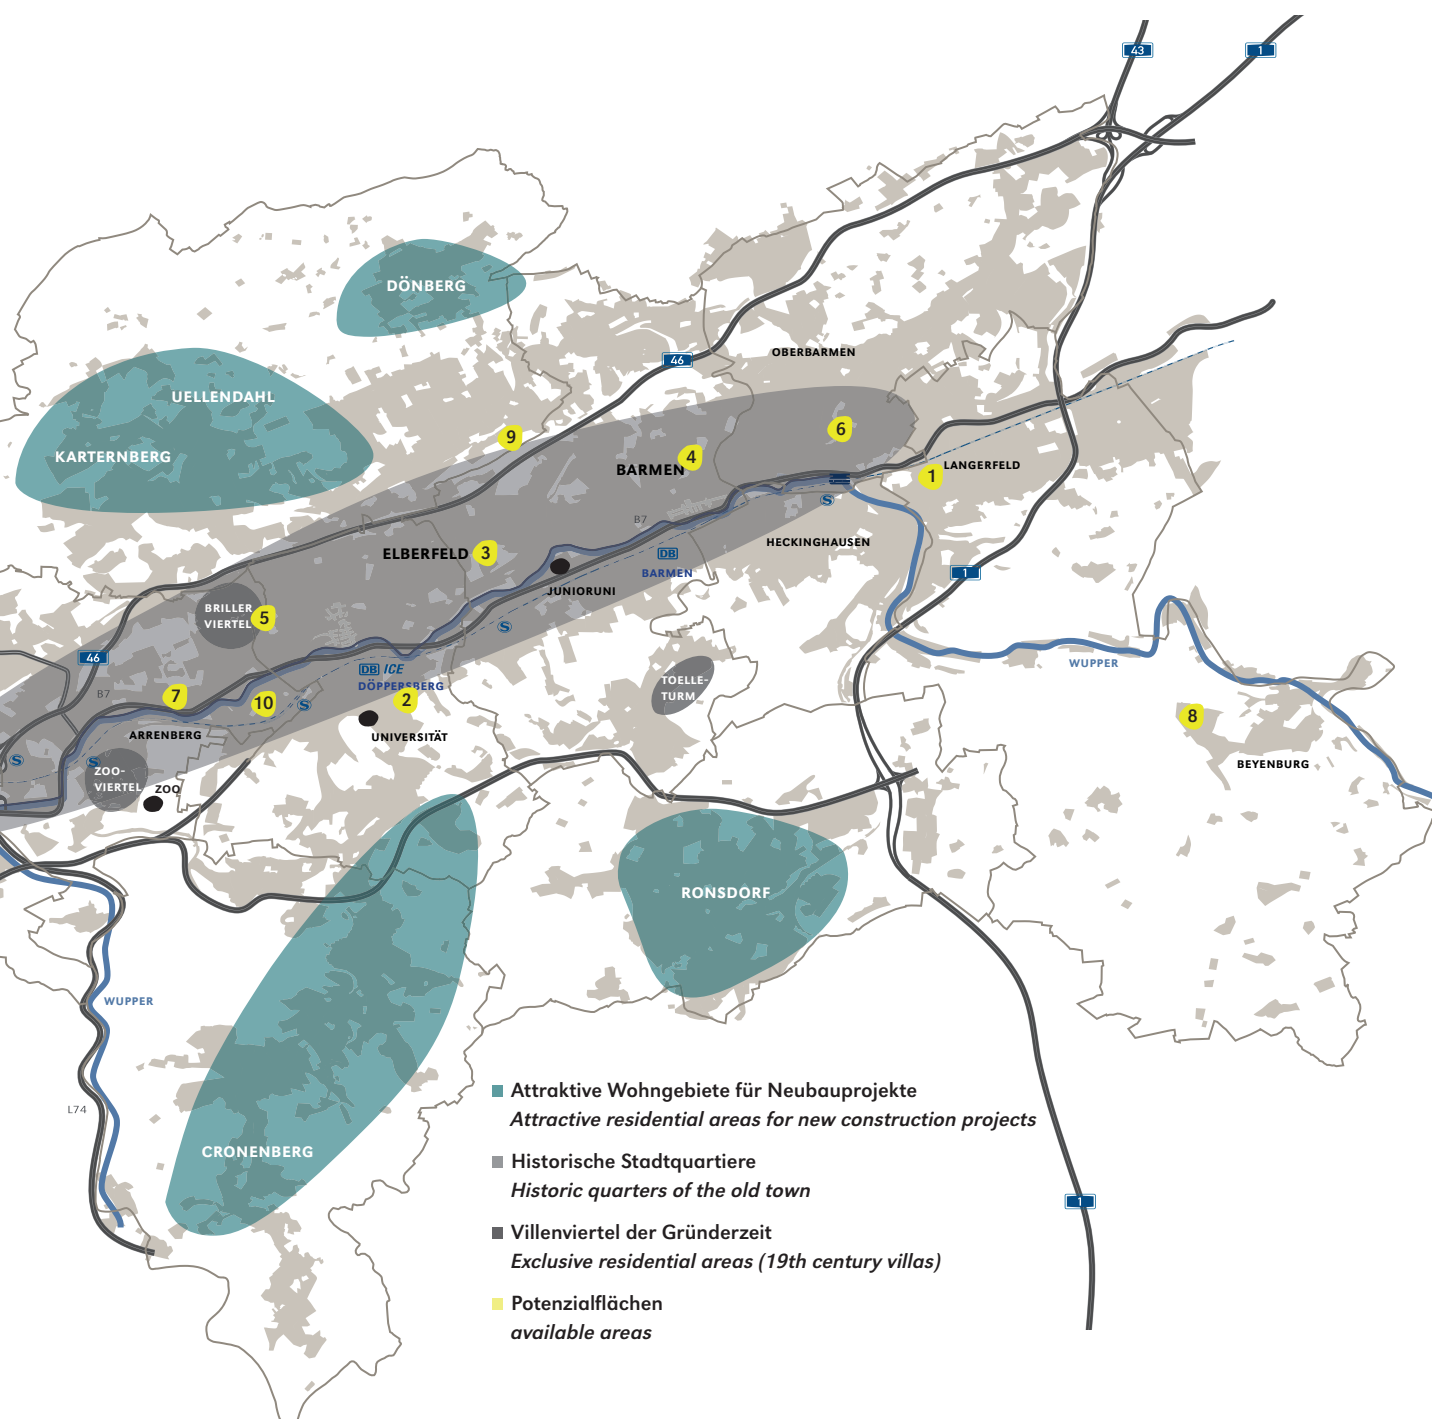 43
1
DÖNBERG
OBERBARMEN
46
UELLENDAHL
KARTERNBERG
9
6
4
BARMEN
LANGERFELD
1
S
B7
HECKINGHAUSEN
ELBERFELD
3
DB
BARMEN
1
JUNIORUNI
BRILLER
VIERTEL
5
S
46
WUPPER
DB ICE
DÖPPERSBERG
TOELLE-
TURM
B7
7
10
S
2
8
ARRENBERG
UNIVERSITÄT
S
S
ZOO-
VIERTEL
ZOO
BEYENBURG
RONSDORF
WUPPER
L74
CRONENBERG
Attraktive Wohngebiete für Neubauprojekte
Attractive residential areas for new construction projects
Historische Stadtquartiere
Historic quarters of the old town
1
Villenviertel der Gründerzeit
Exclusive residential areas (19th century villas)
Potenzialflächen
available areas